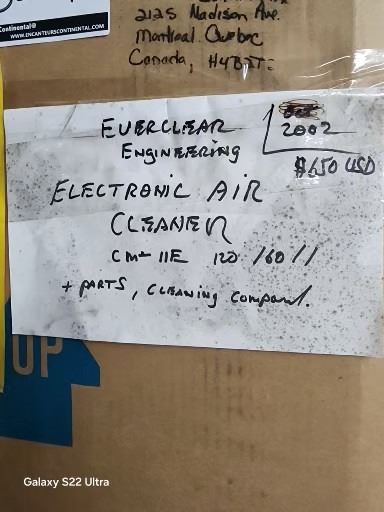 Continental®
WWW.ENCANTEURSCONTINENTAL.COM
2125 Madison Ave.
Montreal Quebec
Canada, H4B
EVERCLEAR
ENGINEERING
2002
$650 USD
ELECTRONIC AIR
CLEANER
CM- 11E 120 /60/1
+ PARTS, CLEANING Compound.
UP
Galaxy S22 Ultra